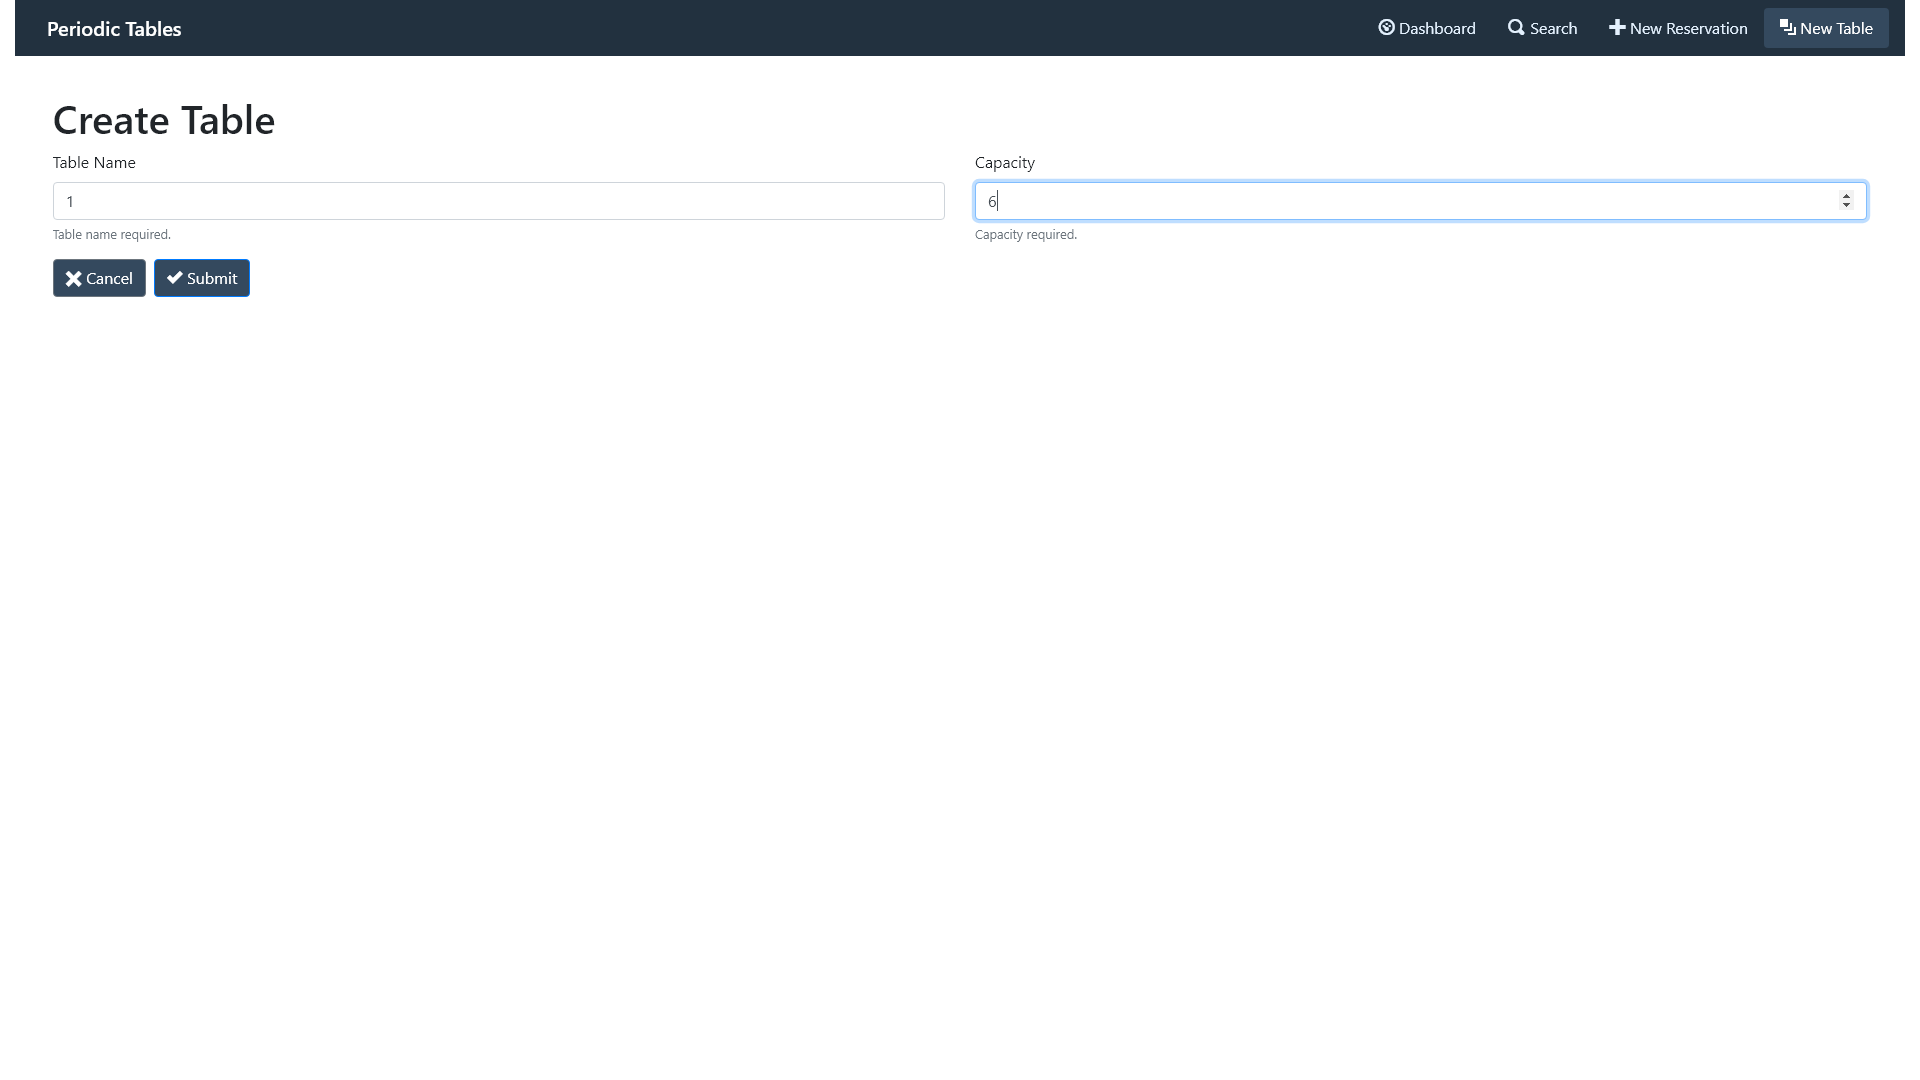 Periodic Tables
Dashboard
Search
New Reservation
New Table
Create Table
Table Name
Capacity
1
6
Table name required.
Capacity required.
Cancel
Submit